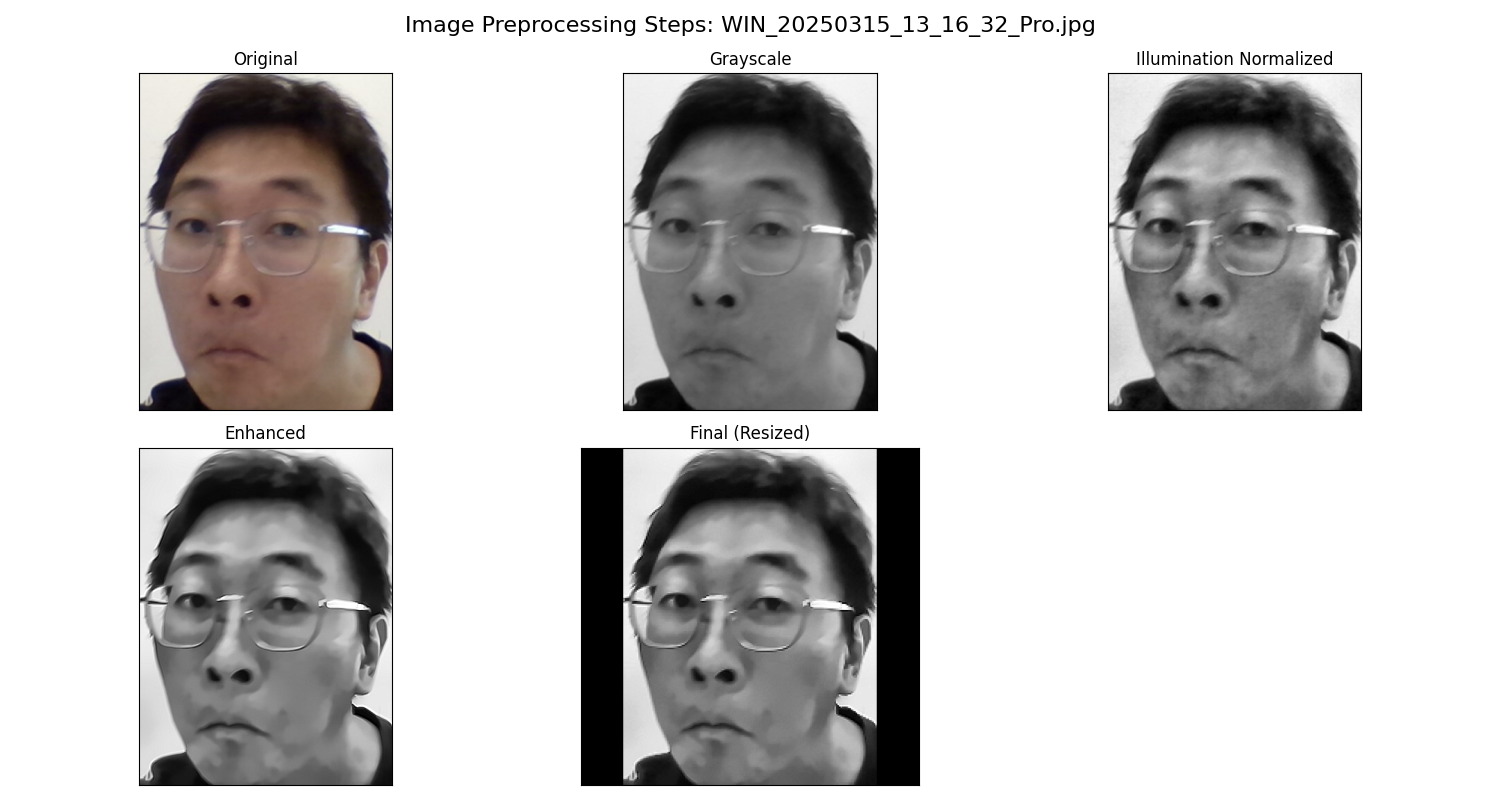 Image Preprocessing Steps: WIN_20250315_13_16_32_Pro.jpg
Original
Grayscale
Illumination Normalized
Enhanced
Final (Resized)